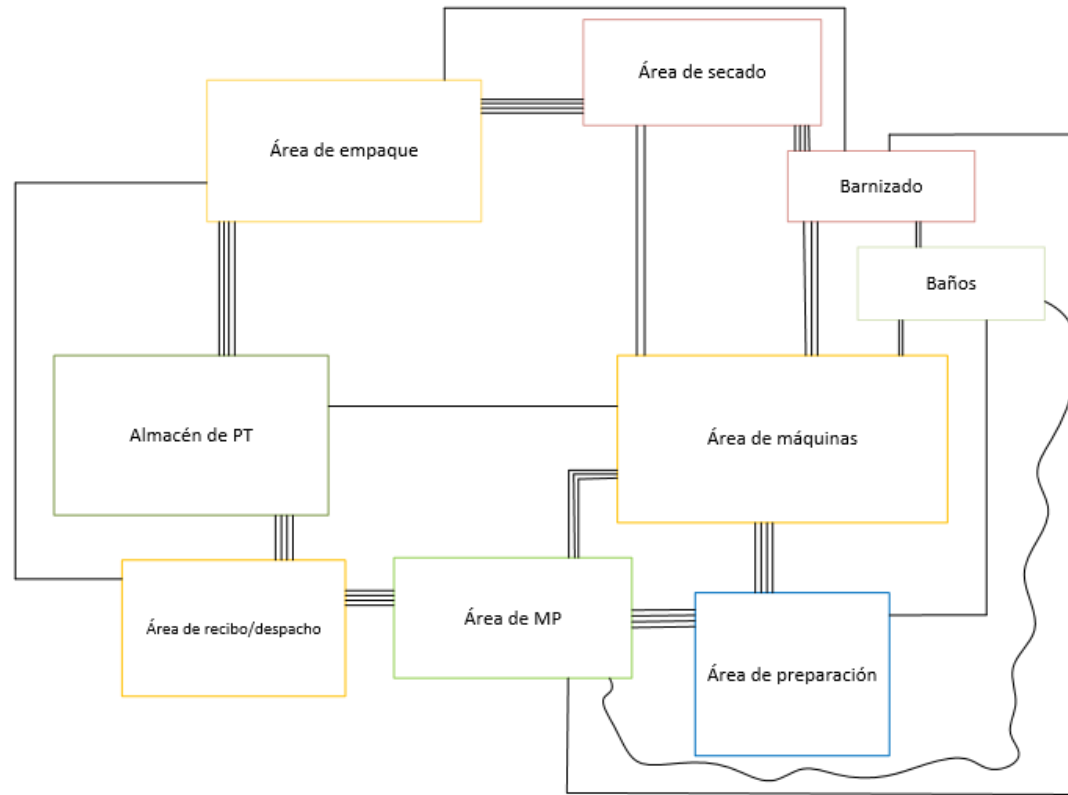 Área de secado
Área de empaque
Barnizado
Baños
Almacén de PT
Área de máquinas
Área de recibo/despacho
Área de MP
Área de preparación